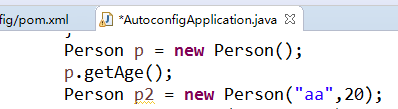 fig/pom.xml *AutoconfigApplication.java
}
Person p = new Person();
p.getAge();
Person p2 = new Person("aa",20);